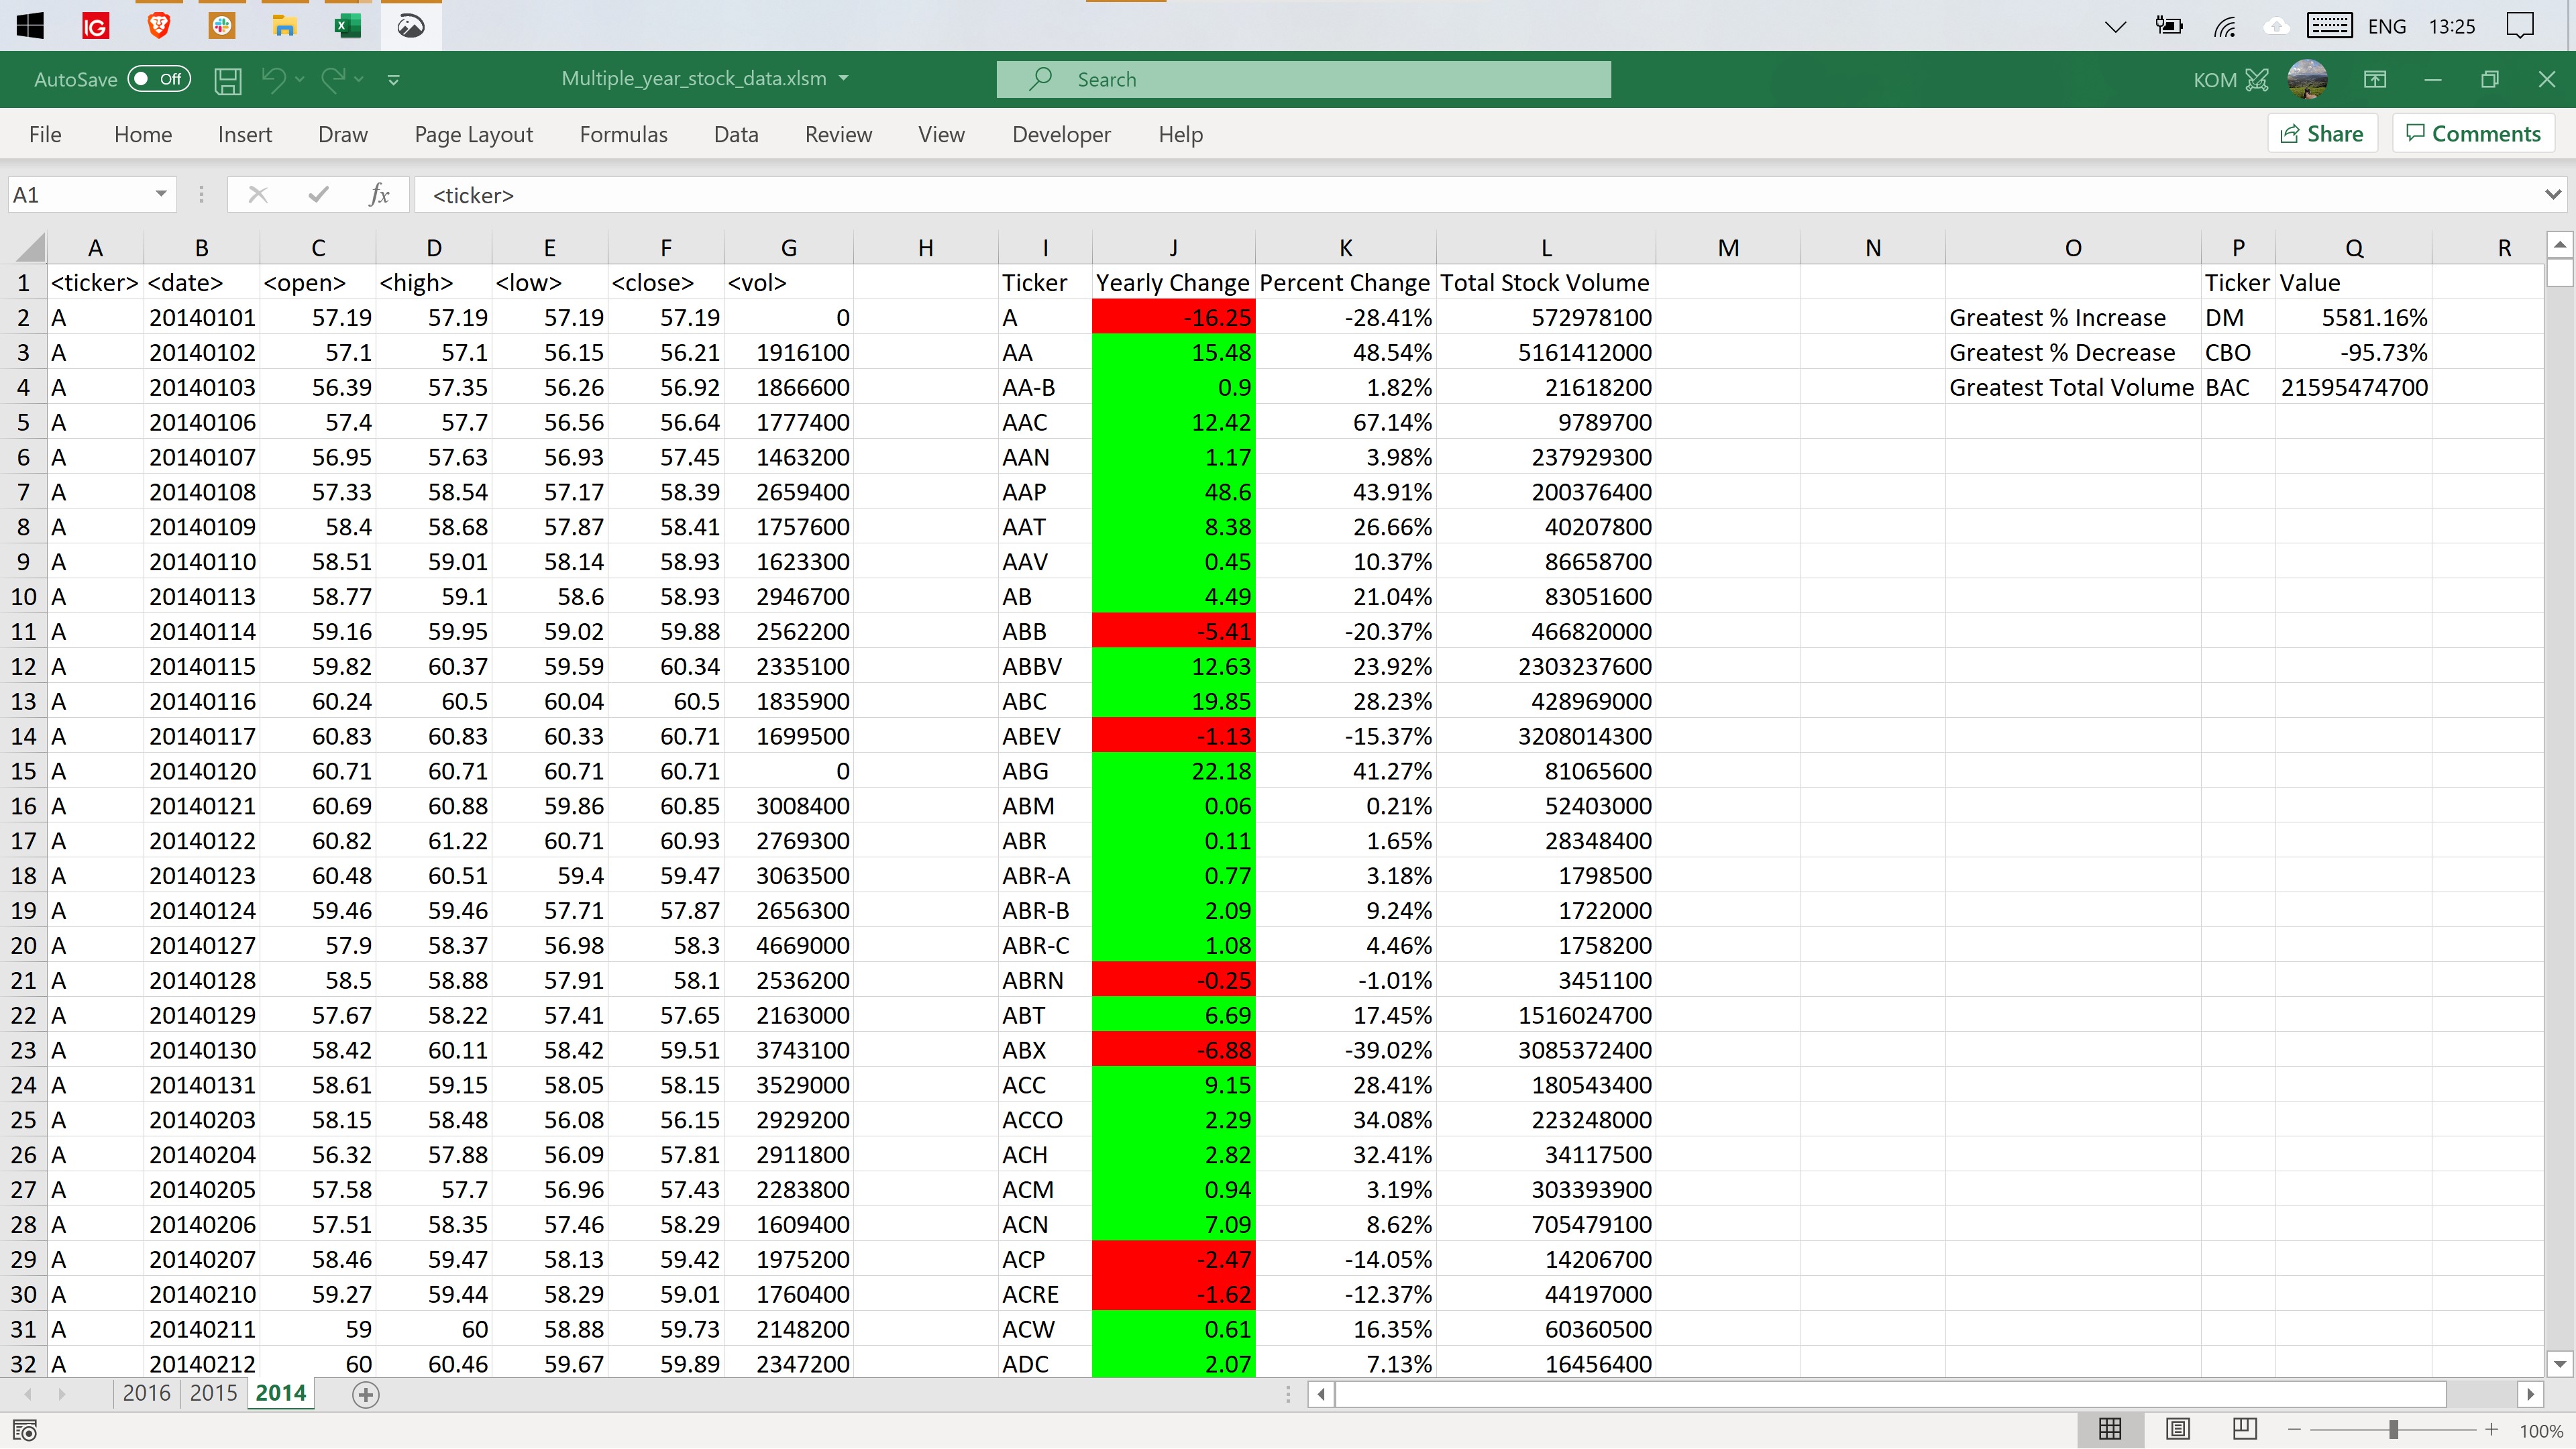 IG ENG 13:25
AutoSave Off Multiple_year_stock_data.xlsm Search KOM
File Home Insert Draw Page Layout Formulas Data Review View Developer Help Share Comments
A1 fx <ticker>
A B C D E F G H I J K L M N O P Q R
1 <ticker> <date> <open> <high> <low> <close> <vol> Ticker Yearly Change Percent Change Total Stock Volume Ticker Value
2 A 20140101 57.19 57.19 57.19 57.19 0 A -16.25 -28.41% 572978100 Greatest % Increase DM 5581.16%
3 A 20140102 57.1 57.1 56.15 56.21 1916100 AA 15.48 48.54% 5161412000 Greatest % Decrease CBO -95.73%
4 A 20140103 56.39 57.35 56.26 56.92 1866600 AA-B 0.9 1.82% 21618200 Greatest Total Volume BAC 21595474700
5 A 20140106 57.4 57.7 56.56 56.64 1777400 AAC 12.42 67.14% 9789700
6 A 20140107 56.95 57.63 56.93 57.45 1463200 AAN 1.17 3.98% 237929300
7 A 20140108 57.33 58.54 57.17 58.39 2659400 AAP 48.6 43.91% 200376400
8 A 20140109 58.4 58.68 57.87 58.41 1757600 AAT 8.38 26.66% 40207800
9 A 20140110 58.51 59.01 58.14 58.93 1623300 AAV 0.45 10.37% 86658700
10 A 20140113 58.77 59.1 58.6 58.93 2946700 AB 4.49 21.04% 83051600
11 A 20140114 59.16 59.95 59.02 59.88 2562200 ABB -5.41 -20.37% 466820000
12 A 20140115 59.82 60.37 59.59 60.34 2335100 ABBV 12.63 23.92% 2303237600
13 A 20140116 60.24 60.5 60.04 60.5 1835900 ABC 19.85 28.23% 428969000
14 A 20140117 60.83 60.83 60.33 60.71 1699500 ABEV -1.13 -15.37% 3208014300
15 A 20140120 60.71 60.71 60.71 60.71 0 ABG 22.18 41.27% 81065600
16 A 20140121 60.69 60.88 59.86 60.85 3008400 ABM 0.06 0.21% 52403000
17 A 20140122 60.82 61.22 60.71 60.93 2769300 ABR 0.11 1.65% 28348400
18 A 20140123 60.48 60.51 59.4 59.47 3063500 ABR-A 0.77 3.18% 1798500
19 A 20140124 59.46 59.46 57.71 57.87 2656300 ABR-B 2.09 9.24% 1722000
20 A 20140127 57.9 58.37 56.98 58.3 4669000 ABR-C 1.08 4.46% 1758200
21 A 20140128 58.5 58.88 57.91 58.1 2536200 ABRN -0.25 -1.01% 3451100
22 A 20140129 57.67 58.22 57.41 57.65 2163000 ABT 6.69 17.45% 1516024700
23 A 20140130 58.42 60.11 58.42 59.51 3743100 ABX -6.88 -39.02% 3085372400
24 A 20140131 58.61 59.15 58.05 58.15 3529000 ACC 9.15 28.41% 180543400
25 A 20140203 58.15 58.48 56.08 56.15 2929200 ACCO 2.29 34.08% 223248000
26 A 20140204 56.32 57.88 56.09 57.81 2911800 ACH 2.82 32.41% 34117500
27 A 20140205 57.58 57.7 56.96 57.43 2283800 ACM 0.94 3.19% 303393900
28 A 20140206 57.51 58.35 57.46 58.29 1609400 ACN 7.09 8.62% 705479100
29 A 20140207 58.46 59.47 58.13 59.42 1975200 ACP -2.47 -14.05% 14206700
30 A 20140210 59.27 59.44 58.29 59.01 1760400 ACRE -1.62 -12.37% 44197000
31 A 20140211 59 60 58.88 59.73 2148200 ACW 0.61 16.35% 60360500
32 A 20140212 60 60.46 59.67 59.89 2347200 ADC 2.07 7.13% 16456400
2016 2015 2014
100%